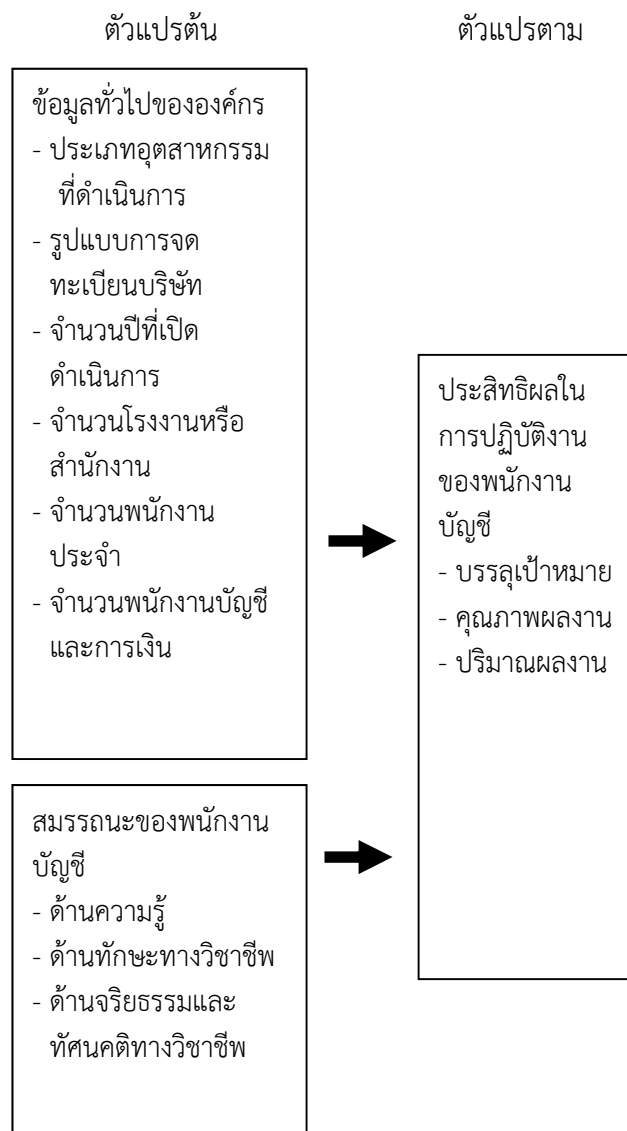 ตัวแปรต้น
ตัวแปรตาม
ข้อมูลทั่วไปขององค์กร
- ประเภทอุตสาหกรรม
ที่ดำเนินการ
- รูปแบบการจด
ทะเบียนบริษัท
- จำนวนปีที่เปิด
ดำเนินการ
- จำนวนโรงงานหรือ
สำนักงาน
- จำนวนพนักงาน
ประจำ
- จำนวนพนักงานบัญชี
และการเงิน
สมรรถนะของพนักงาน
บัญชี
- ด้านความรู้
- ด้านทักษะทางวิชาชีพ
- ด้านจริยธรรมและ
ทัศนคติทางวิชาชีพ
ประสิทธิผลใน
การปฏิบัติงาน
ของพนักงาน
บัญชี
- บรรลุเป้าหมาย
- คุณภาพผลงาน
- ปริมาณผลงาน